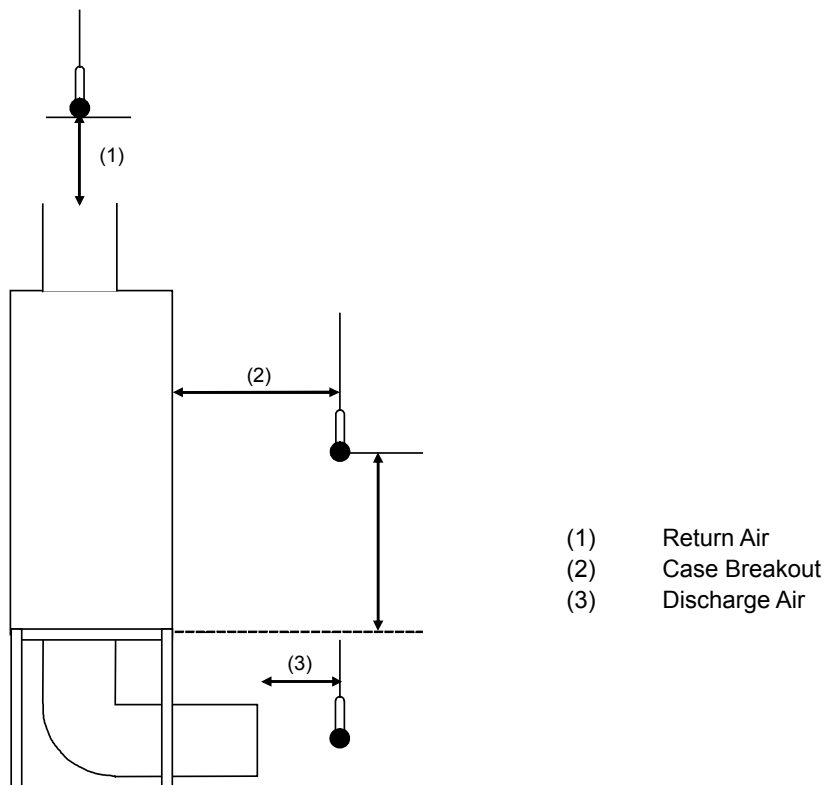 (1)
(2)
(3)
(1) Return Air
(2) Case Breakout
(3) Discharge Air